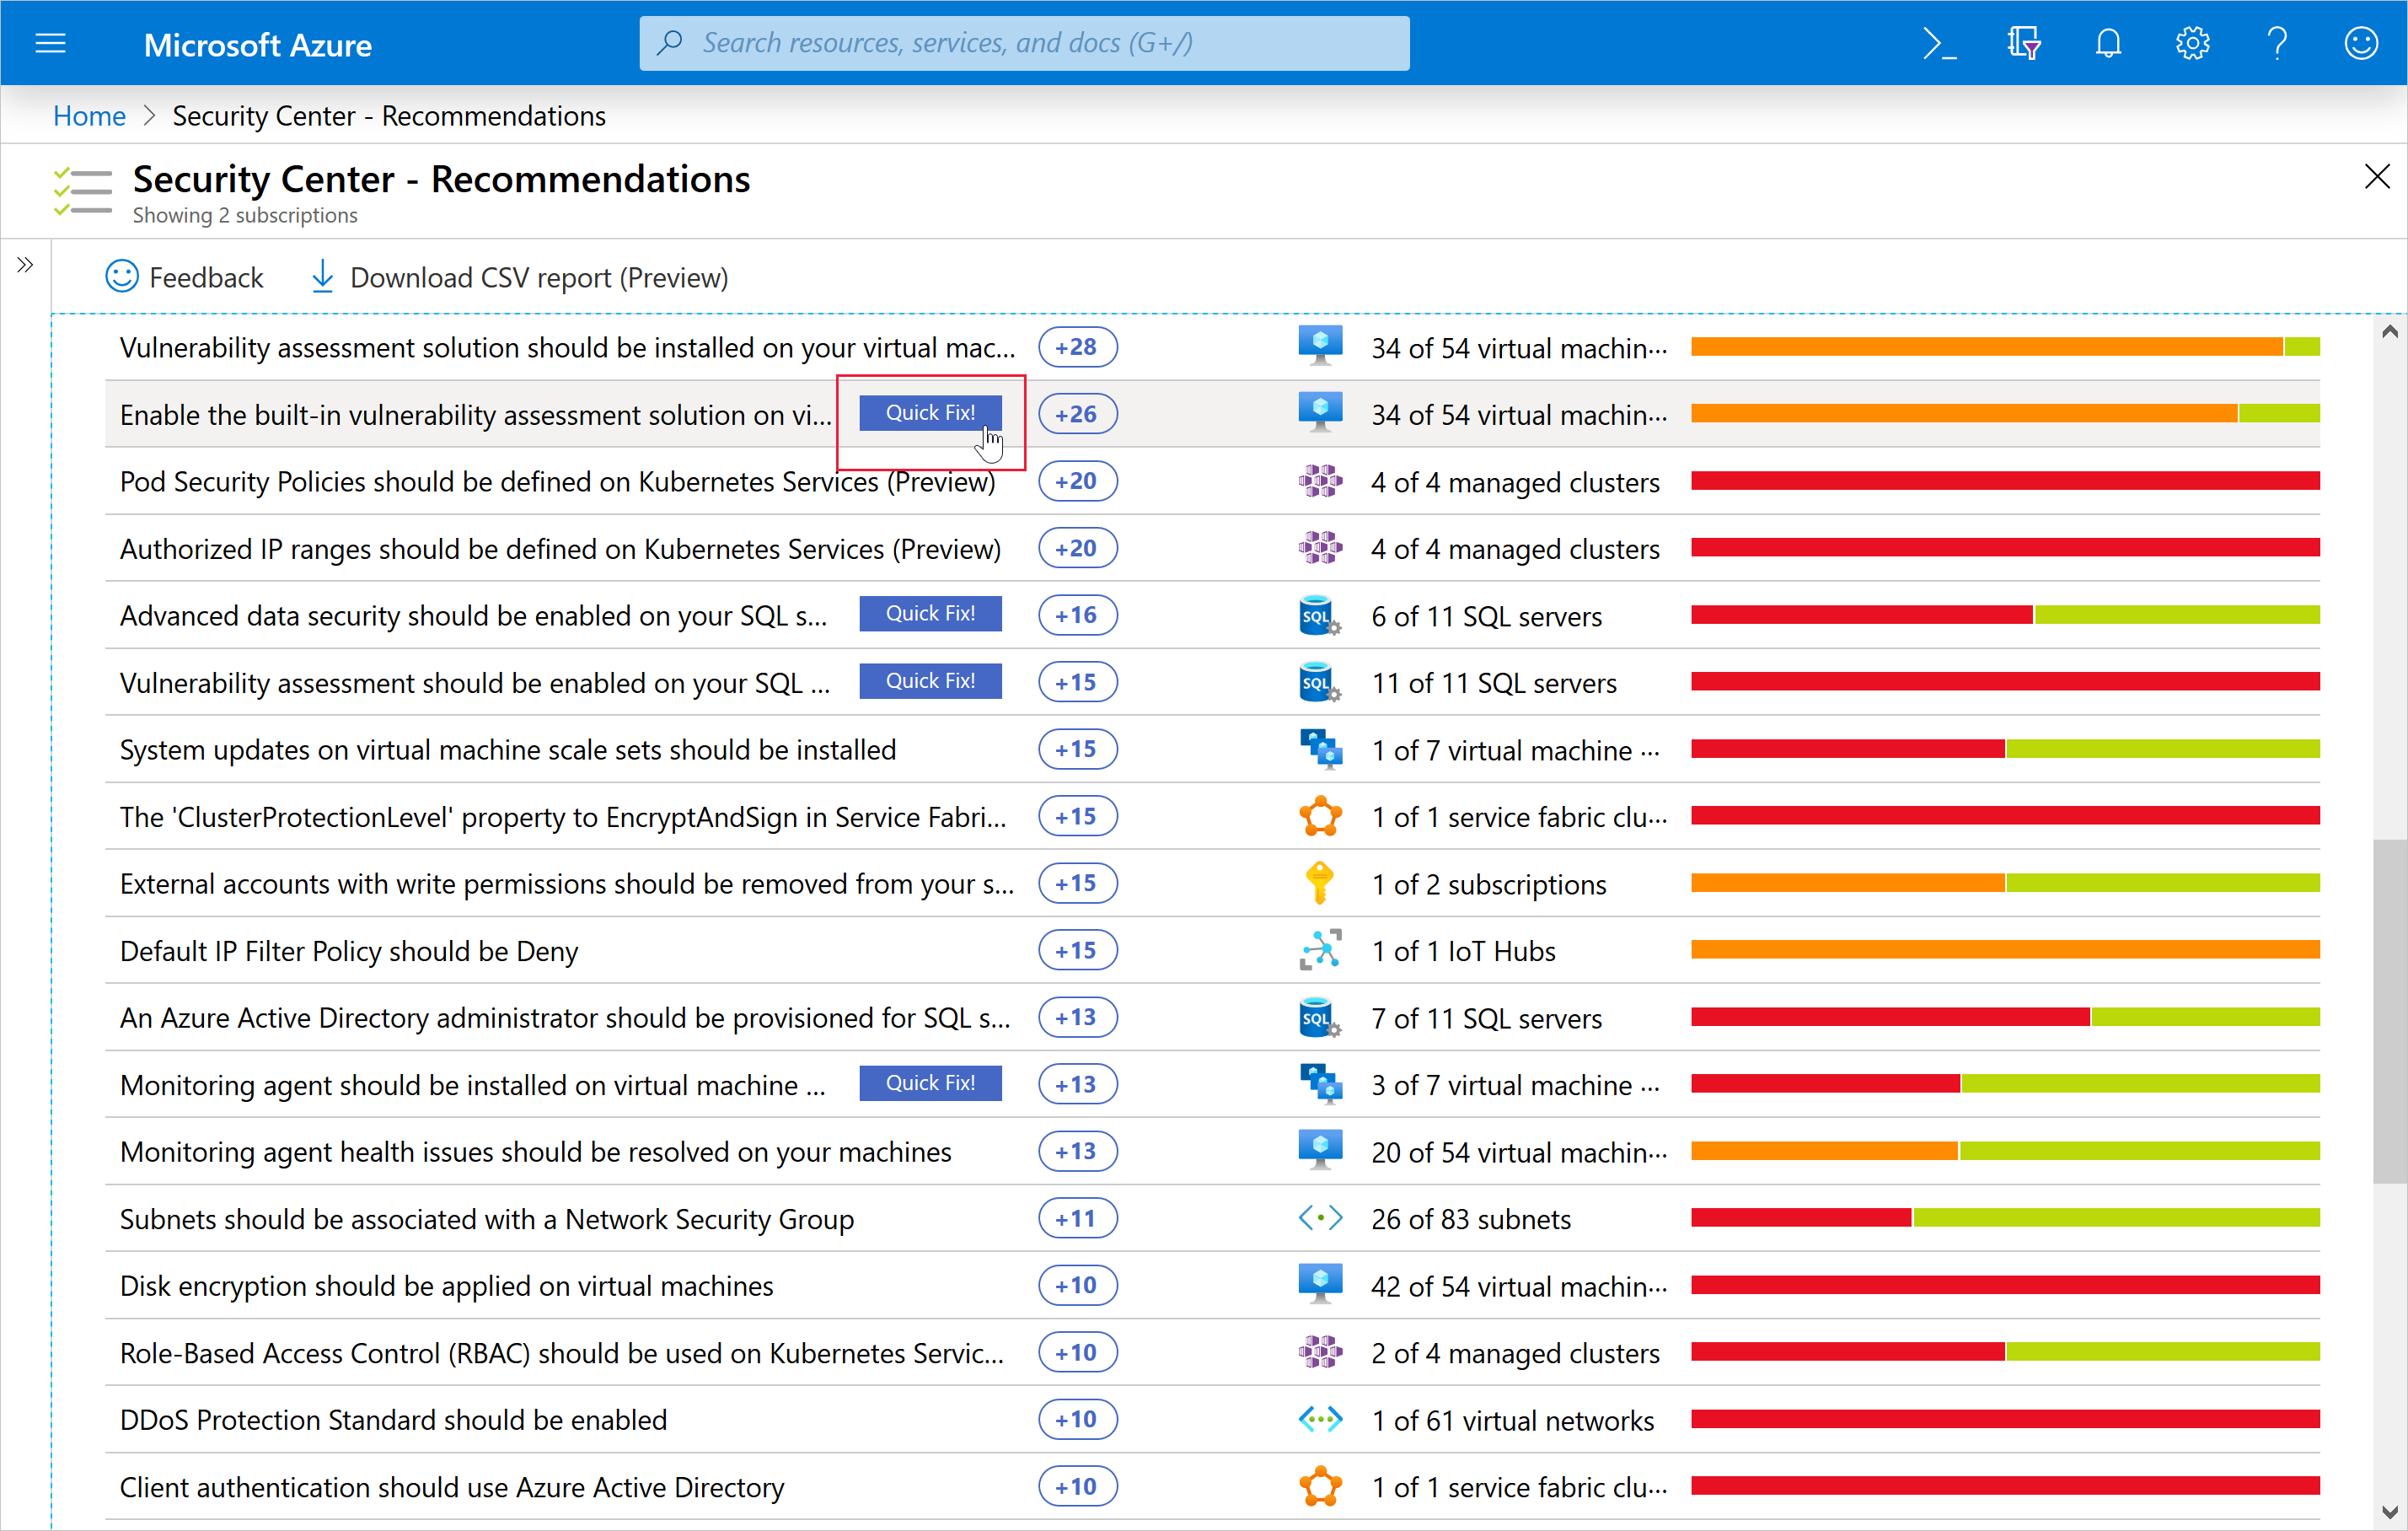 Microsoft Azure
Search resources, services, and docs (G+/)
Home > Security Center - Recommendations
Security Center - Recommendations
Showing 2 subscriptions
Feedback Download CSV report (Preview)
Vulnerability assessment solution should be installed on your virtual mac... +28 34 of 54 virtual machin...
Enable the built-in vulnerability assessment solution on vi... Quick Fix! +26 34 of 54 virtual machin...
Pod Security Policies should be defined on Kubernetes Services (Preview) +20 4 of 4 managed clusters
Authorized IP ranges should be defined on Kubernetes Services (Preview) +20 4 of 4 managed clusters
Advanced data security should be enabled on your SQL s... Quick Fix! +16 SQL 6 of 11 SQL servers
Vulnerability assessment should be enabled on your SQL ... Quick Fix! +15 SQL 11 of 11 SQL servers
System updates on virtual machine scale sets should be installed +15 1 of 7 virtual machine ...
The 'ClusterProtectionLevel' property to EncryptAndSign in Service Fabri... +15 1 of 1 service fabric clu...
External accounts with write permissions should be removed from your s... +15 1 of 2 subscriptions
Default IP Filter Policy should be Deny +15 1 of 1 IoT Hubs
An Azure Active Directory administrator should be provisioned for SQL s... +13 SQL 7 of 11 SQL servers
Monitoring agent should be installed on virtual machine ... Quick Fix! +13 3 of 7 virtual machine ...
Monitoring agent health issues should be resolved on your machines +13 20 of 54 virtual machin...
Subnets should be associated with a Network Security Group +11 26 of 83 subnets
Disk encryption should be applied on virtual machines +10 42 of 54 virtual machin...
Role-Based Access Control (RBAC) should be used on Kubernetes Servic... +10 2 of 4 managed clusters
DDoS Protection Standard should be enabled +10 1 of 61 virtual networks
Client authentication should use Azure Active Directory +10 1 of 1 service fabric clu...